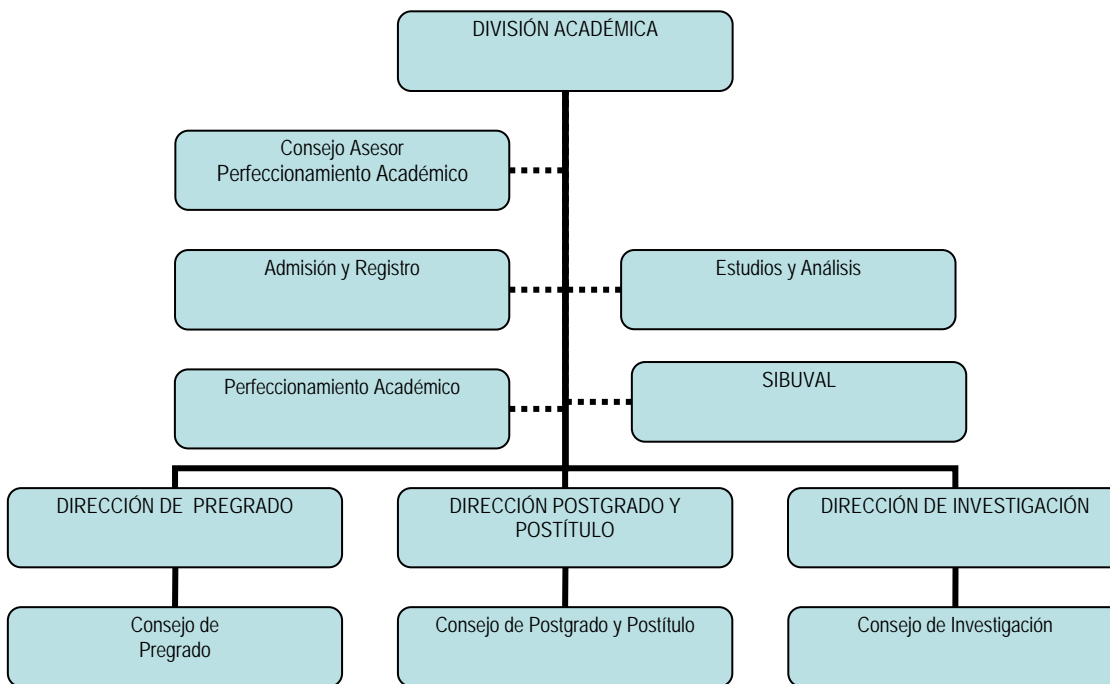 DIVISIÓN ACADÉMICA
Consejo Asesor
Perfeccionamiento Académico
Admisión y Registro
Estudios y Análisis
Perfeccionamiento Académico
SIBUVAL
DIRECCIÓN DE PREGRADO
DIRECCIÓN POSTGRADO Y
POSTÍTULO
DIRECCIÓN DE INVESTIGACIÓN
Consejo de
Pregrado
Consejo de Postgrado y Postítulo
Consejo de Investigación